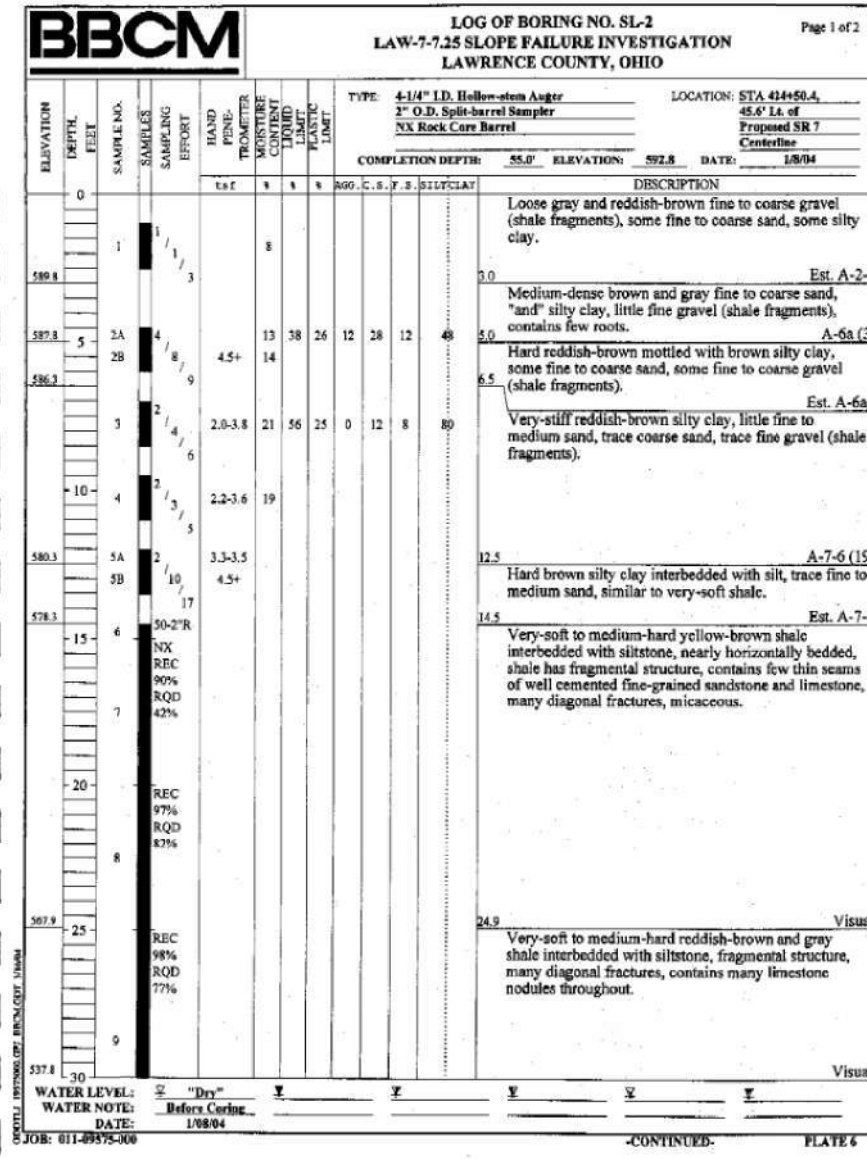 BBCM
LOG OF BORING NO. SL-2
LAW-7-7.25 SLOPE FAILURE INVESTIGATION
LAWRENCE COUNTY, OHIO
Page 1 of 2
ELEVATION
DEPTH, FEET
SAMPLE NO.
SAMPLES
SAMPLING EFFORT
HAND PENE-TROMETER
MOISTURE CONTENT
LIQUID LIMIT
PLASTIC LIMIT
TYPE: 4-1/4" I.D. Hollow-stem Auger
2" O.D. Split-barrel Sampler
NX Rock Core Barrel
LOCATION: STA 424+50.4,
45.6' Lt. of
Proposed SR 7
Centerline
COMPLETION DEPTH: 55.0' ELEVATION: 592.8 DATE: 1/8/04
tsf % % % AGG. C.S. F.S. SILT CLAY DESCRIPTION
0
Loose gray and reddish-brown fine to coarse gravel
(shale fragments), some fine to coarse sand, some silty
clay.
1 1/1/3 8
589.8 3.0 Est. A-2-
Medium-dense brown and gray fine to coarse sand,
"and" silty clay, little fine gravel (shale fragments),
contains few roots.
587.8 5 2A 4/8/9 13 38 26 12 28 12 48 5.0 A-6a (3
2B 4.5+ 14
Hard reddish-brown mottled with brown silty clay,
some fine to coarse sand, some fine to coarse gravel
(shale fragments).
586.3 6.5 Est. A-6a
3 2/4/6 2.0-3.8 21 56 25 0 12 8 80
Very-stiff reddish-brown silty clay, little fine to
medium sand, trace coarse sand, trace fine gravel (shale
fragments).
10 4 2/3/5 2.2-3.6 19
580.3 5A 2/10/17 3.3-3.5 12.5 A-7-6 (19
5B 4.5+
Hard brown silty clay interbedded with silt, trace fine to
medium sand, similar to very-soft shale.
578.3 14.5 Est. A-7-
15 6 50-2"R
Very-soft to medium-hard yellow-brown shale
interbedded with siltstone, nearly horizontally bedded,
shale has fragmental structure, contains few thin seams
of well cemented fine-grained sandstone and limestone,
many diagonal fractures, micaceous.
NX
REC
90%
RQD
7 42%
20
REC
97%
RQD
82%
8
567.9 24.9 Visua
25
Very-soft to medium-hard reddish-brown and gray
shale interbedded with siltstone, fragmental structure,
many diagonal fractures, contains many limestone
nodules throughout.
REC
98%
RQD
77%
9
537.8 30 Visua
WATER LEVEL: "Dry"
WATER NOTE: Before Coring
DATE: 1/08/04
JOB: 011-09575-000
-CONTINUED-
PLATE 6